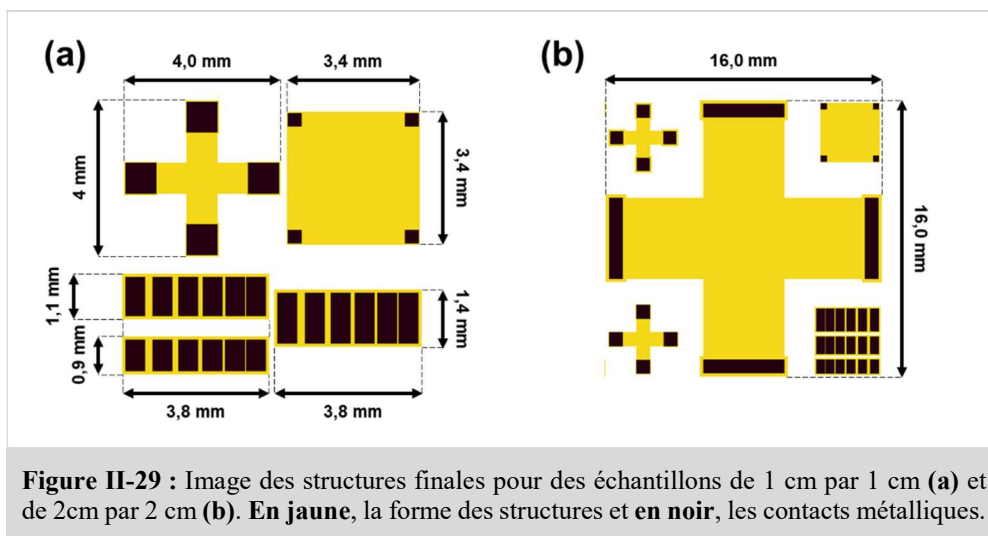 (a)
4,0 mm
3,4 mm
4 mm
3,4 mm
1,1 mm
0,9 mm
1,4 mm
3,8 mm
3,8 mm
(b)
16,0 mm
16,0 mm
Figure II-29 : Image des structures finales pour des échantillons de 1 cm par 1 cm (a) et
de 2cm par 2 cm (b). En jaune, la forme des structures et en noir, les contacts métalliques.